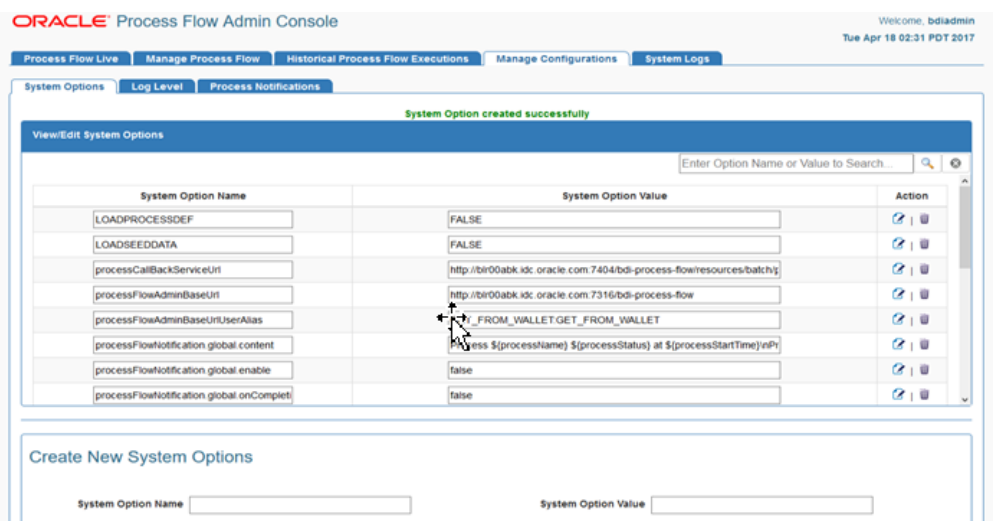 ORACLE Process Flow Admin Console
Welcome, bdiadmin
Tue Apr 18 02:31 PDT 2017
Process Flow Live Manage Process Flow Historical Process Flow Executions Manage Configurations System Logs
System Options Log Level Process Notifications
System Option created successfully
View/Edit System Options
Enter Option Name or Value to Search...
System Option Name System Option Value Action
LOADPROCESSDEF FALSE |
LOADSEEDDATA FALSE |
processCallBackServiceUrl http://blr00abk.idc.oracle.com:7404/bdi-process-flow/resources/batch/p |
processFlowAdminBaseUrl http://blr00abk.idc.oracle.com:7316/bdi-process-flow |
processFlowAdminBaseUrlUserAlias _FROM_WALLET:GET_FROM_WALLET |
processFlowNotification.global.content Process ${processName} ${processStatus} at ${processStartTime}\nPr |
processFlowNotification.global.enable false |
processFlowNotification.global.onCompleti false |
Create New System Options
System Option Name System Option Value